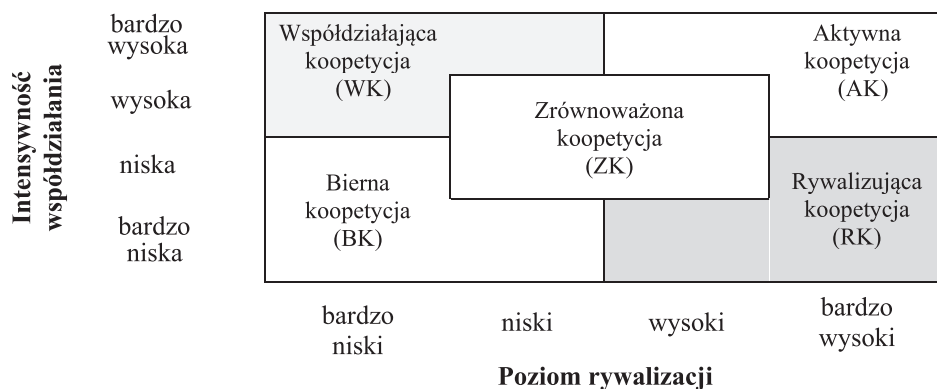 Intensywność
współdziałania
bardzo
wysoka
wysoka
niska
bardzo
niska
Współdziałająca
koopetycja
(WK)
Aktywna
koopetycja
(AK)
Zrównoważona
koopetycja
(ZK)
Bierna
koopetycja
(BK)
Rywalizująca
koopetycja
(RK)
bardzo
niski
niski
wysoki
bardzo
wysoki
Poziom rywalizacji